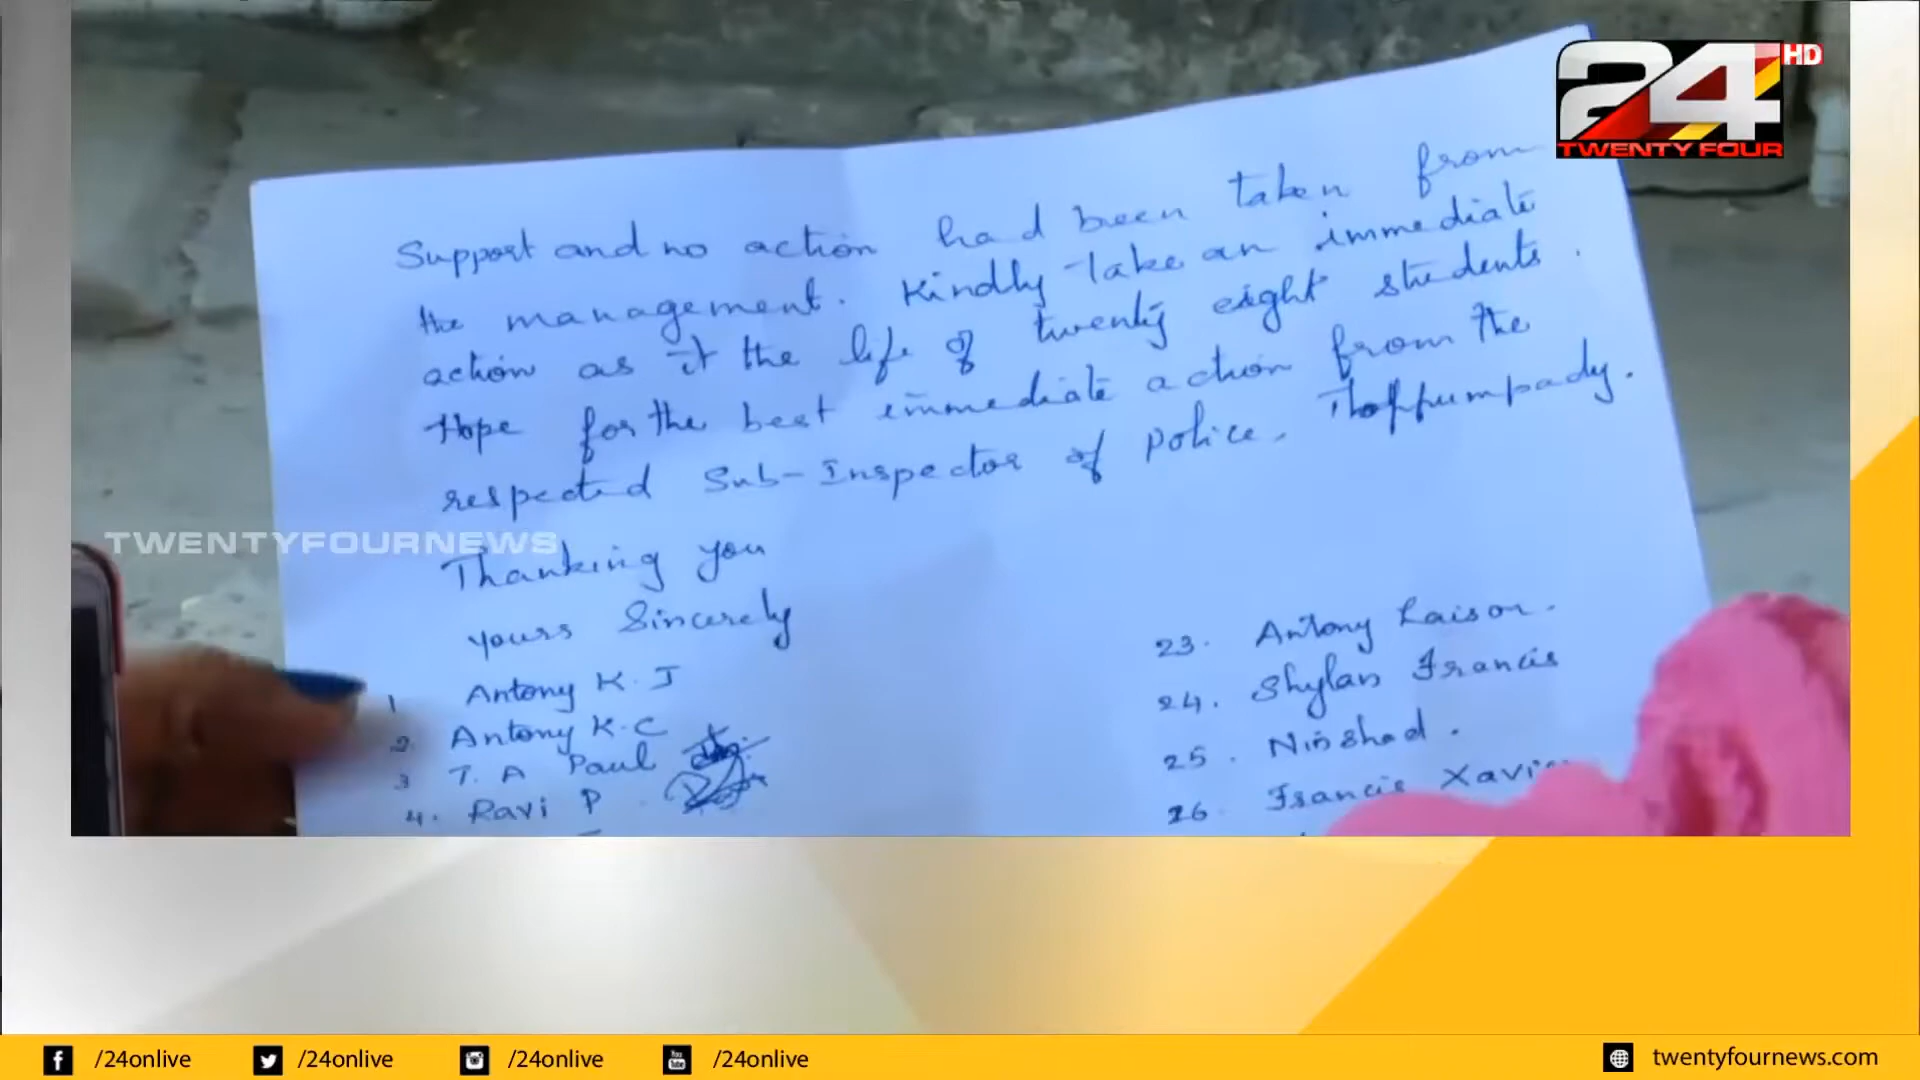 24 HD
TWENTY FOUR
Support and no action had been taken from
the management. Kindly take an immediate
action as it the life of twenty eight students.
Hope for the best immediate action from the
respected Sub-Inspector of police. Thoppumpady.
TWENTYFOURNEWS
Thanking you
yours Sincerely
1 Antony K. J
2. Antony K.C
3 T. A Paul
4. Ravi P
23. Antony Laison.
24. Shylan Francis
25. Ninshad.
26 Francis Xavier
/24onlive
/24onlive
/24onlive
/24onlive
twentyfournews.com